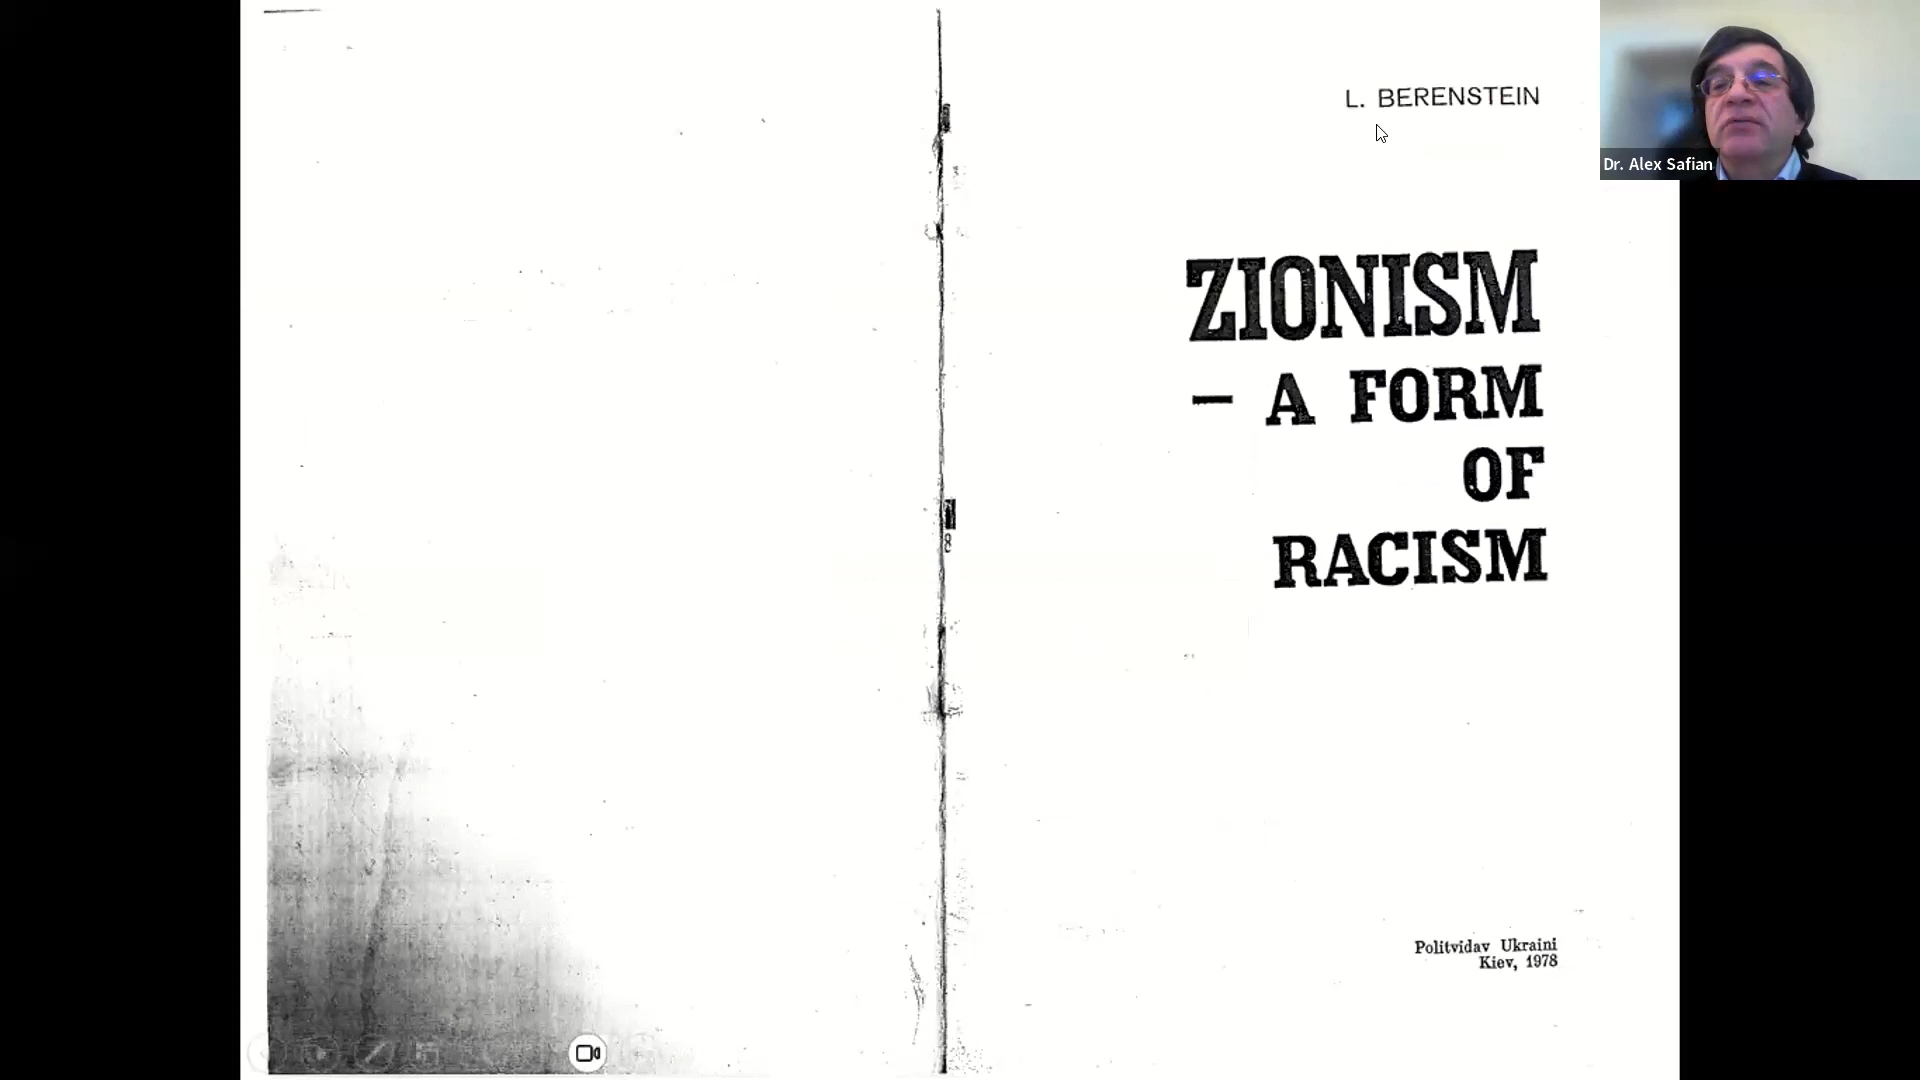 L. BERENSTEIN
ZIONISM
– A FORM
OF
RACISM
Politvidav Ukraini
Kiev, 1978
Dr. Alex Safian